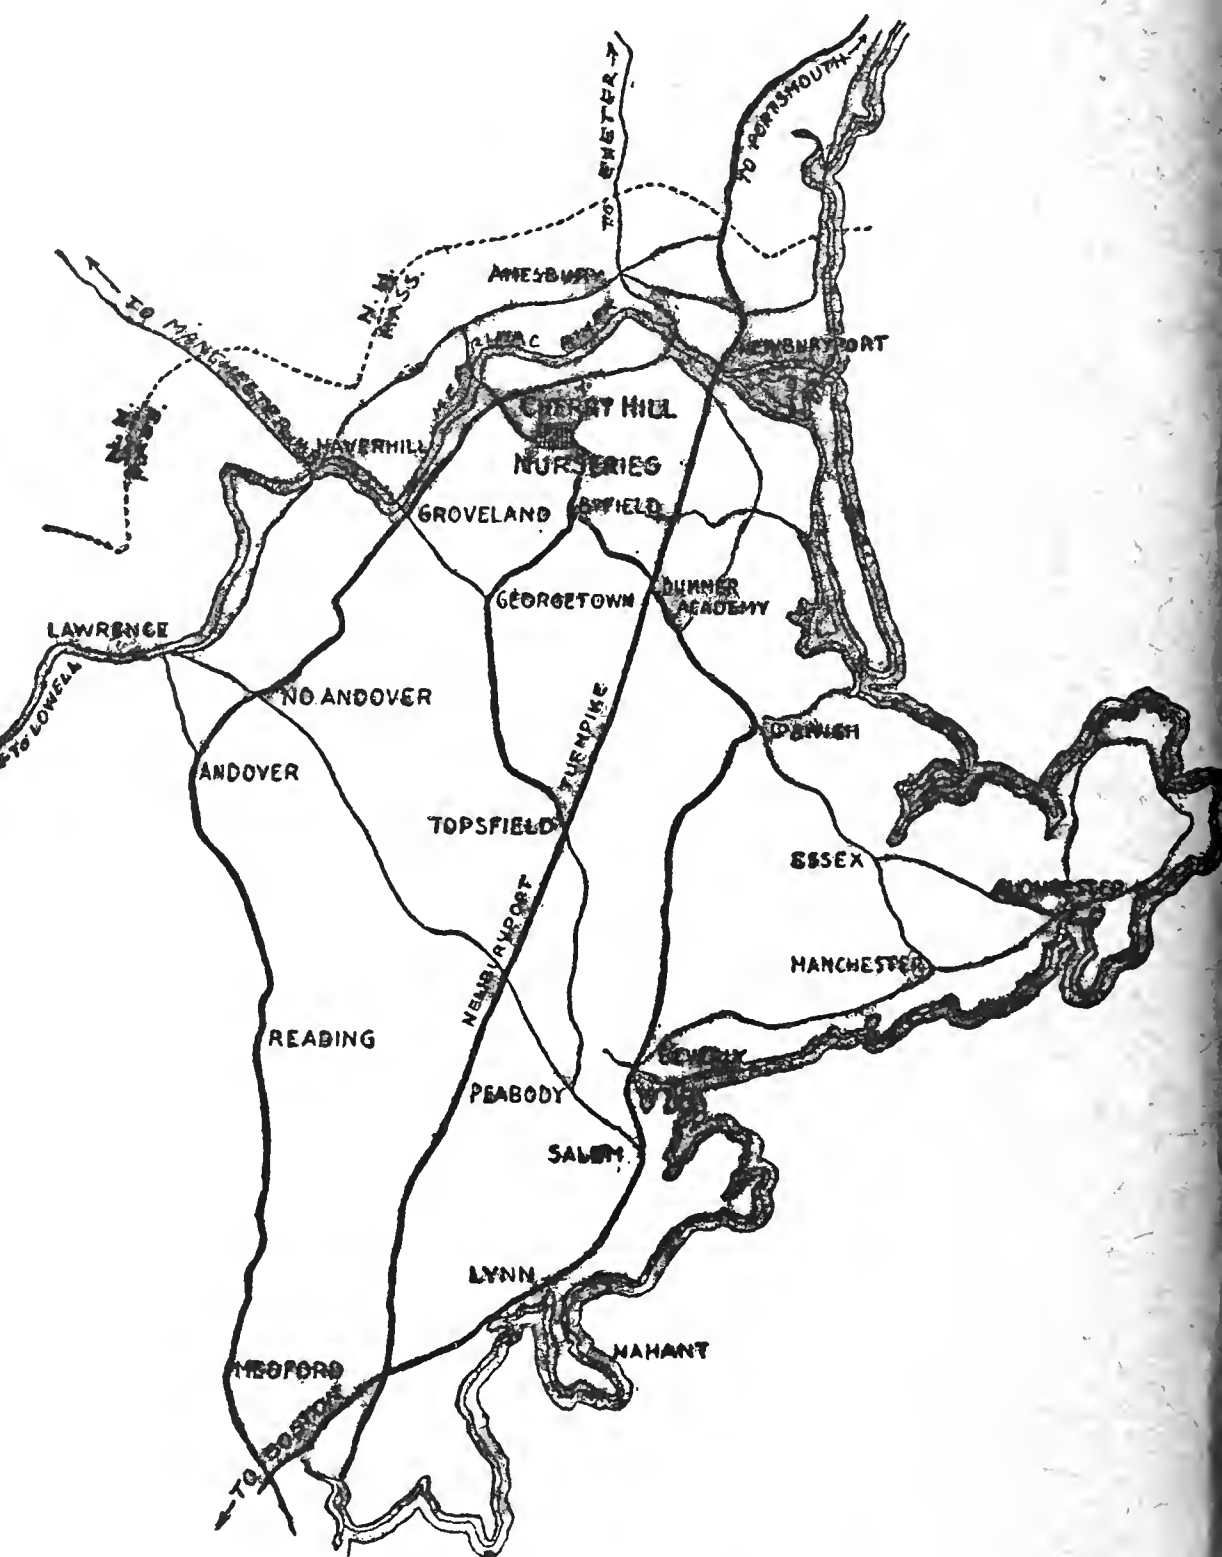 TO EXETER
TO PORTSMOUTH
AMESBURY
N.H.
MASS.
TO MANCHESTER
NEWBURYPORT
CHERRY HILL
NURSERIES
HAVERHILL
GROVELAND
BYFIELD
GEORGETOWN
DUMMER
ACADEMY
LAWRENCE
TO LOWELL
NO. ANDOVER
ANDOVER
IPSWICH
TURNPIKE
TOPSFIELD
ESSEX
GLOUCESTER
NEWBURYPORT
MANCHESTER
READING
BEVERLY
PEABODY
SALEM
LYNN
NAHANT
MEDFORD
TO BOSTON